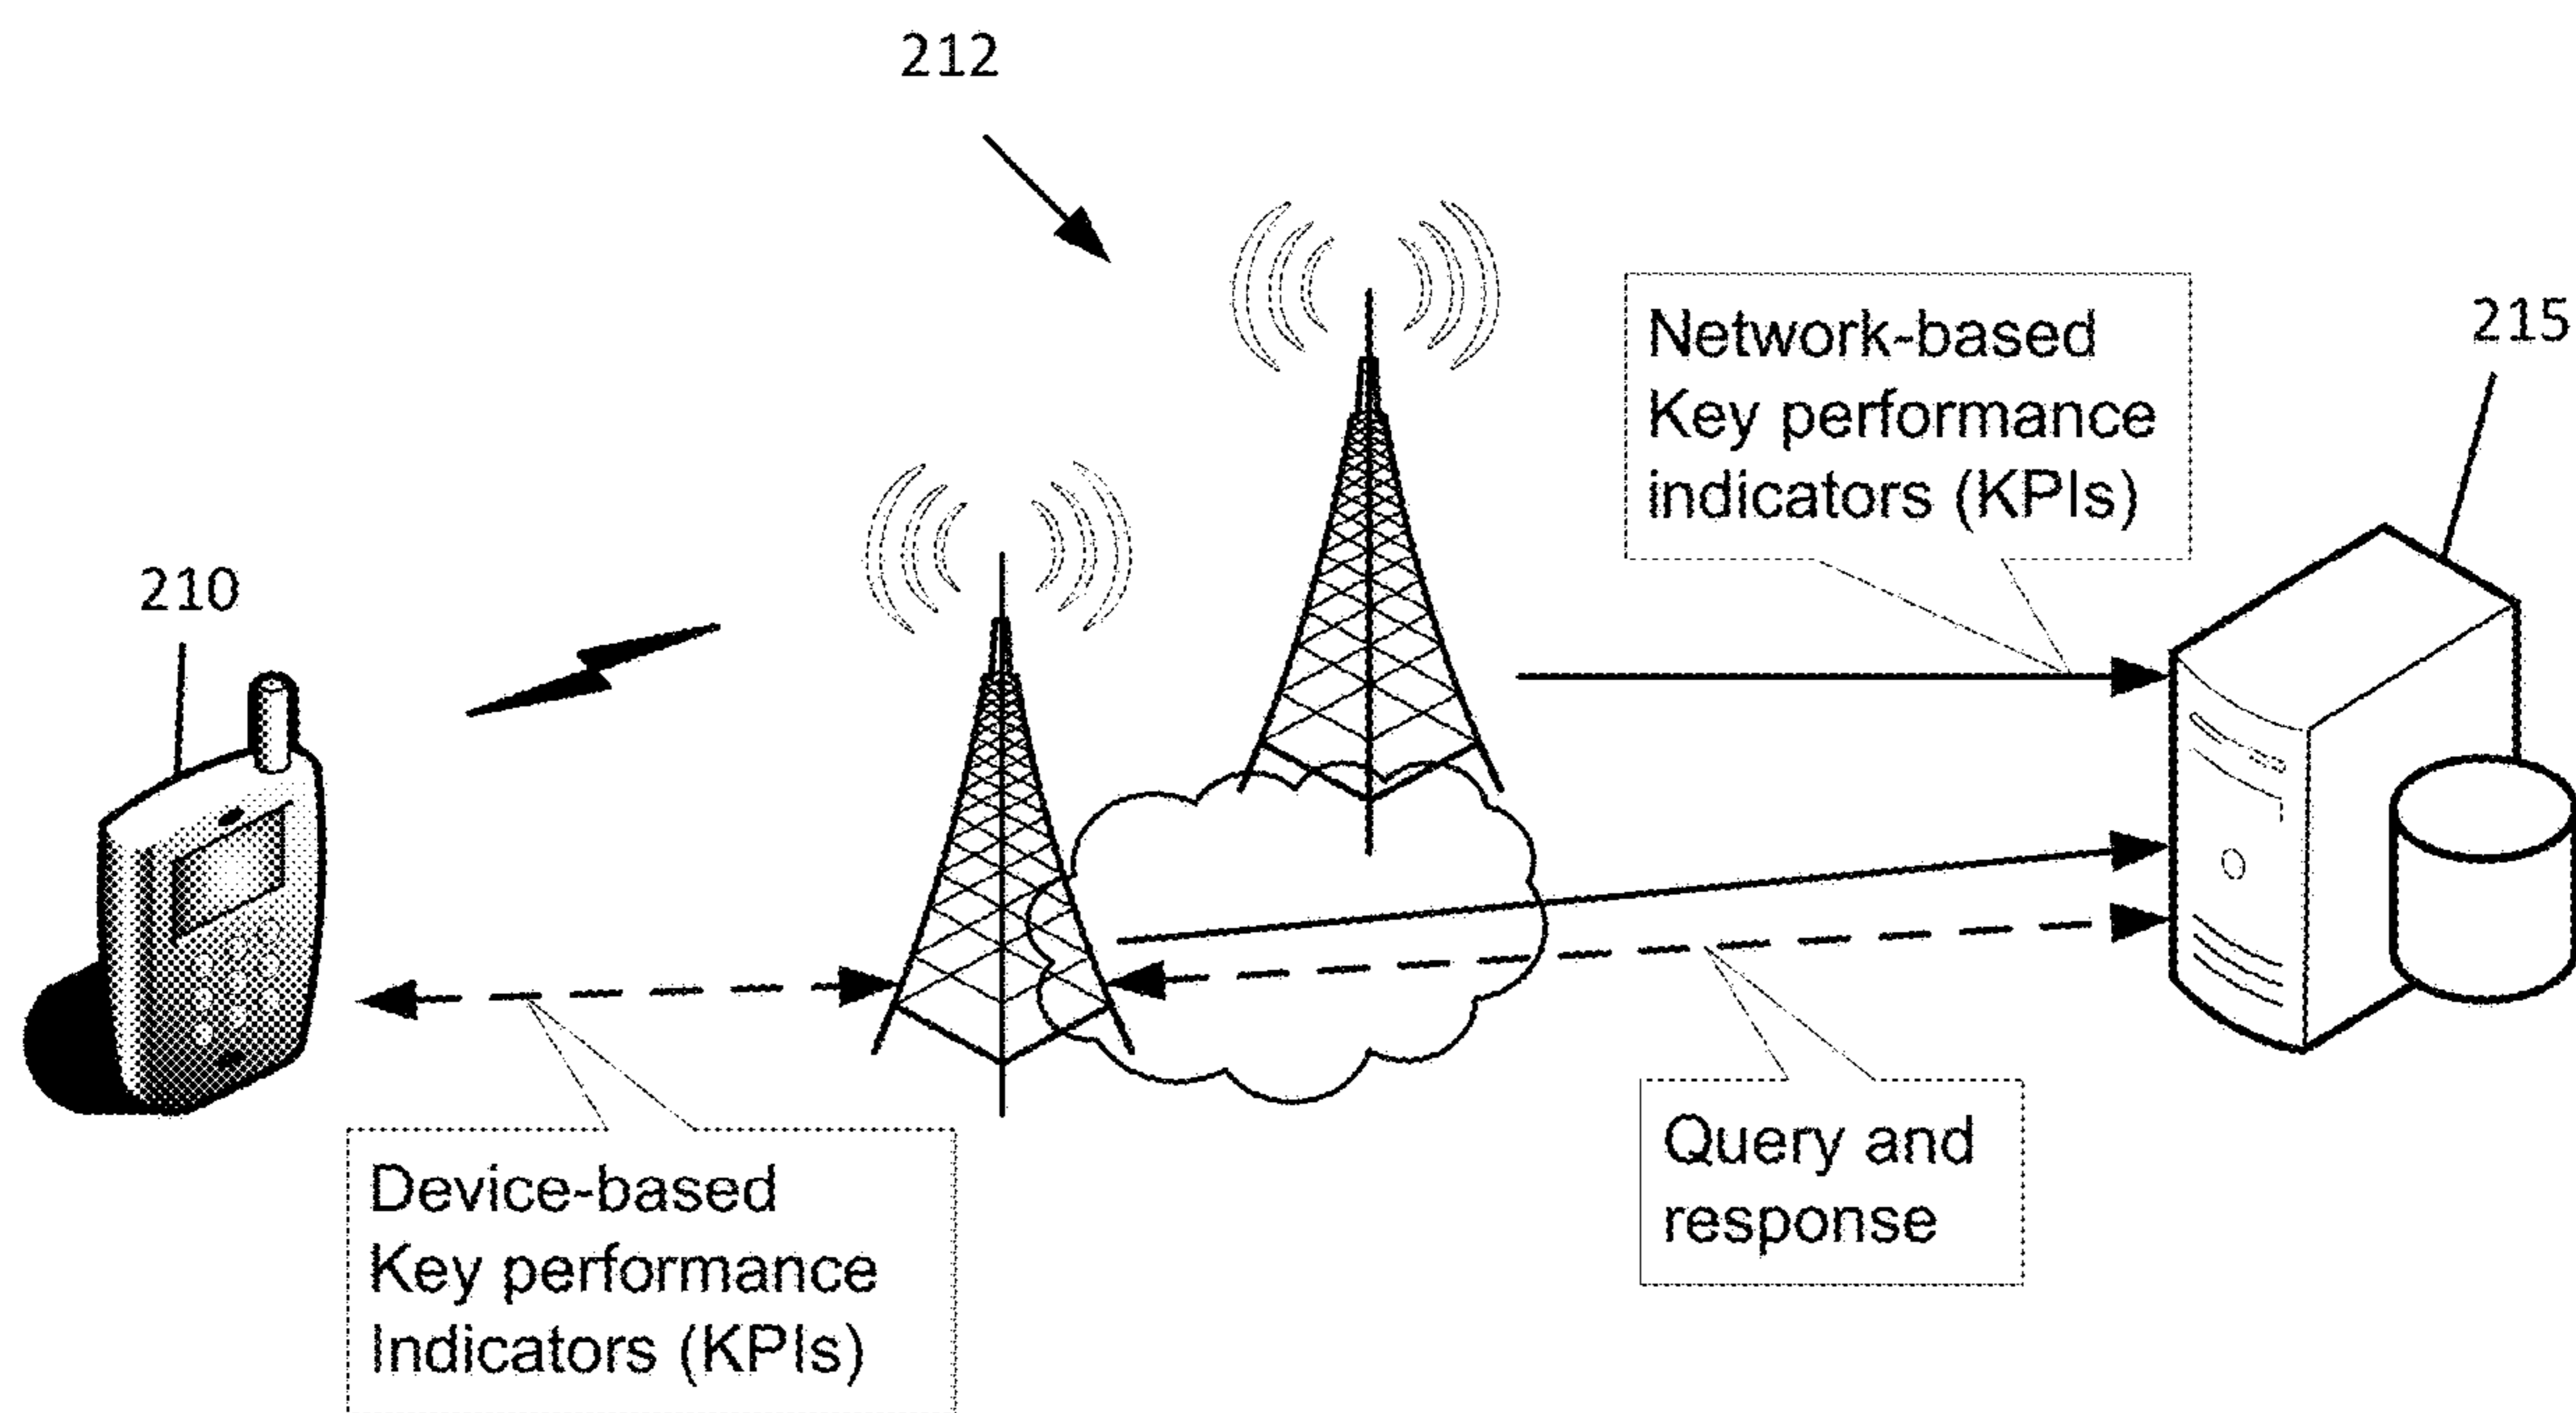 212
Network-based
Key performance
indicators (KPIs)
215
210
Query and
response
Device-based
Key performance
Indicators (KPIs)